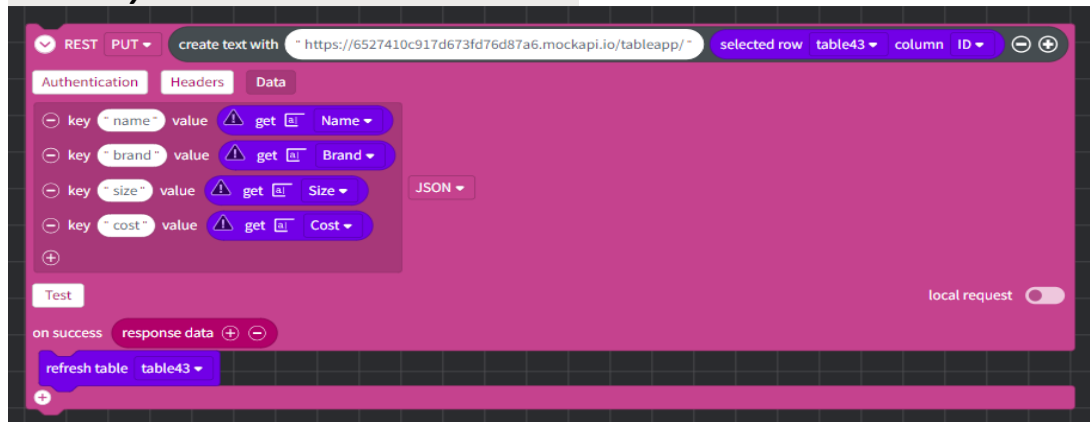 REST PUT create text with " https://6527410c917d673fd76d87a6.mockapi.io/tableapp/ " selected row table43 column ID
Authentication Headers Data
key " name " value get a Name
key " brand " value get a Brand
key " size " value get a Size
JSON
key " cost " value get a Cost
Test local request
on success response data
refresh table table43